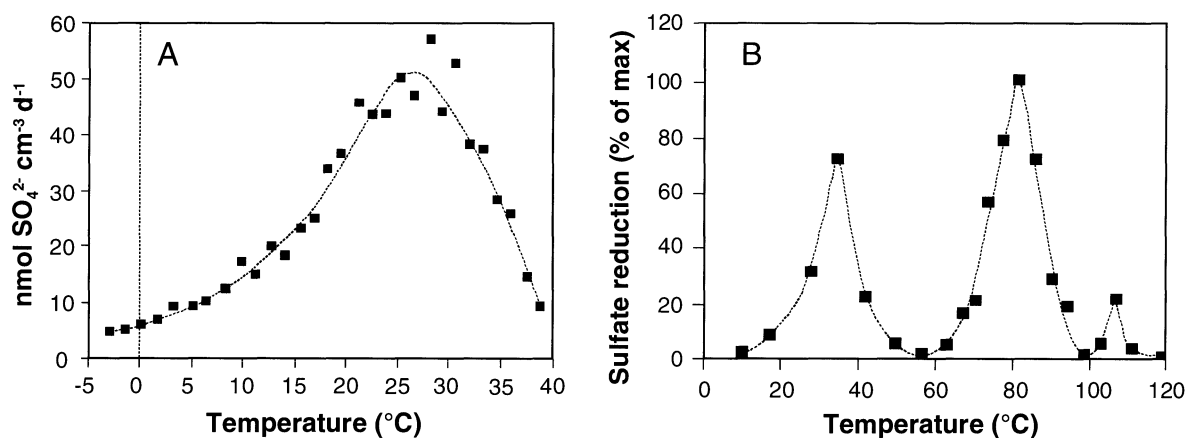 A
60
50
40
30
20
10
0
-5 0 5 10 15 20 25 30 35 40
Temperature (°C)
nmol SO₄²⁻ cm⁻³ d⁻¹
B
120
100
80
60
40
20
0
0 20 40 60 80 100 120
Temperature (°C)
Sulfate reduction (% of max)